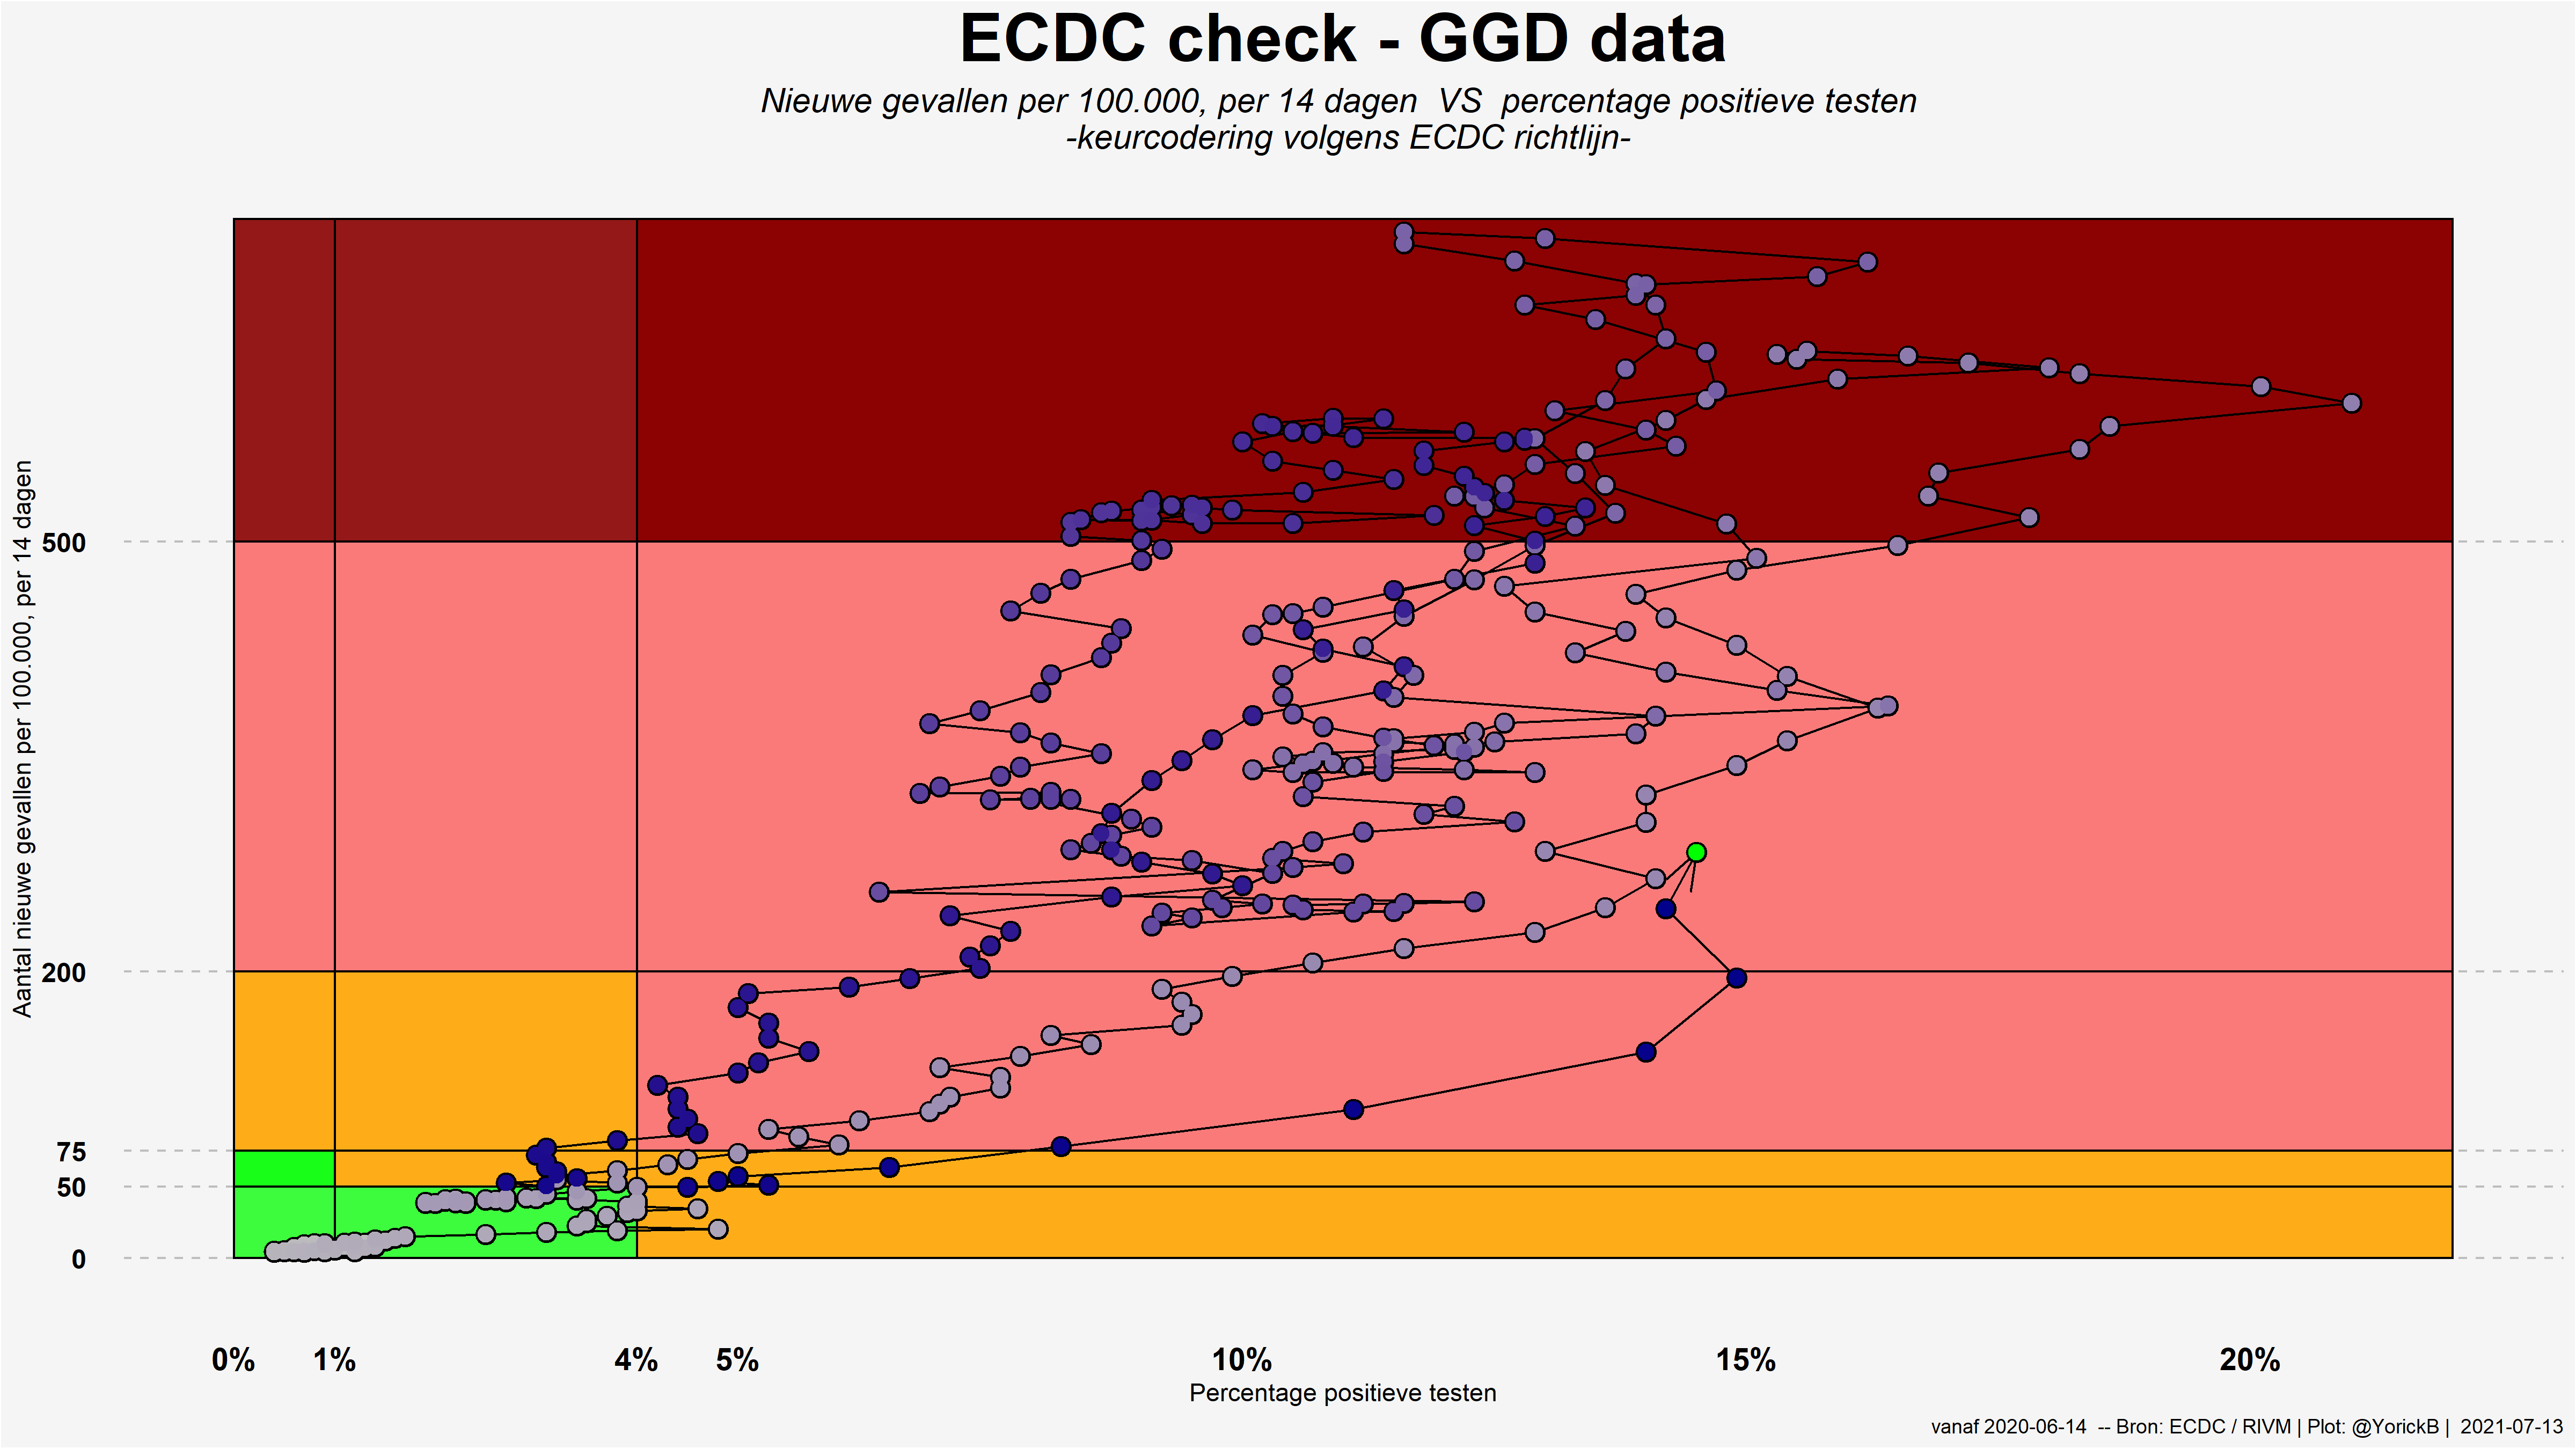 ECDC check - GGD data
Nieuwe gevallen per 100.000, per 14 dagen  VS  percentage positieve testen
-keurcodering volgens ECDC richtlijn-
Aantal nieuwe gevallen per 100.000, per 14 dagen
500
200
75
50
0
0% 1% 4% 5% 10% 15% 20%
Percentage positieve testen
vanaf 2020-06-14  -- Bron: ECDC / RIVM | Plot: @YorickB |  2021-07-13